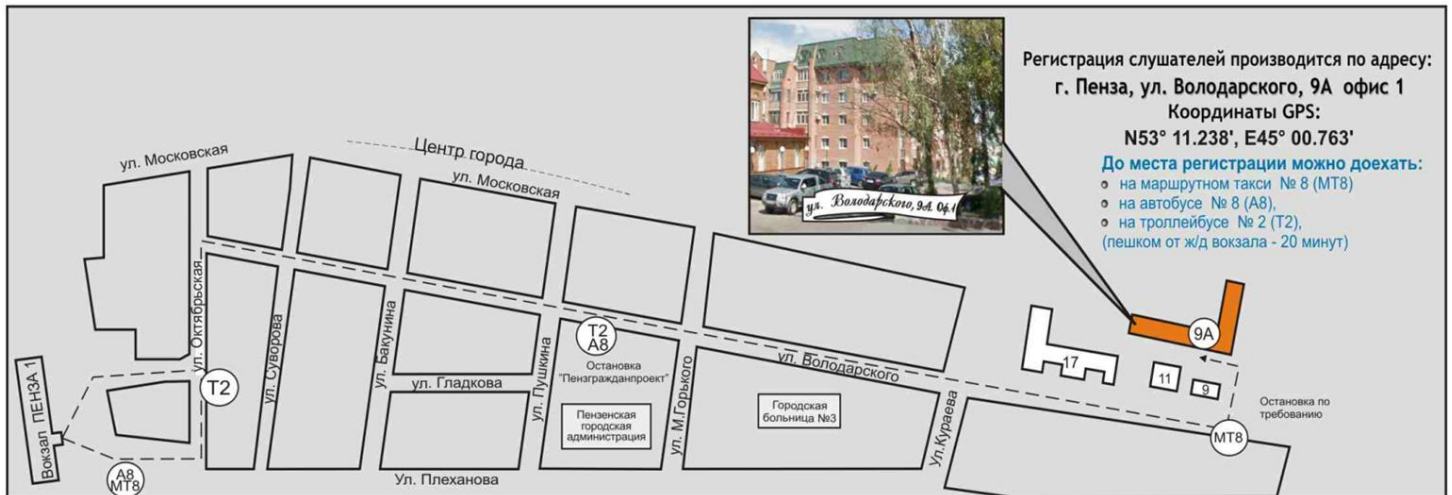 Регистрация слушателей производится по адресу:
г. Пенза, ул. Володарского, 9А офис 1
Координаты GPS:
N53° 11.238', E45° 00.763'
До места регистрации можно доехать:
на маршрутном такси № 8 (МТ8)
на автобусе № 8 (А8),
на троллейбусе № 2 (Т2),
(пешком от ж/д вокзала - 20 минут)
ул. Володарского, 9А. Оф.1
Центр города
ул. Московская
ул. Московская
ул. Октябрьская
ул. Суворова
ул. Бакунина
ул. Гладкова
ул. Пушкина
ул. М.Горького
ул. Володарского
Ул.Кураева
Ул. Плеханова
Вокзал ПЕНЗА 1
Т2
А8
МТ8
Т2
А8
Остановка
"Пензгражданпроект"
Пензенская
городская
администрация
Городская
больница №3
17
11
9
9А
Остановка по
требованию
МТ8